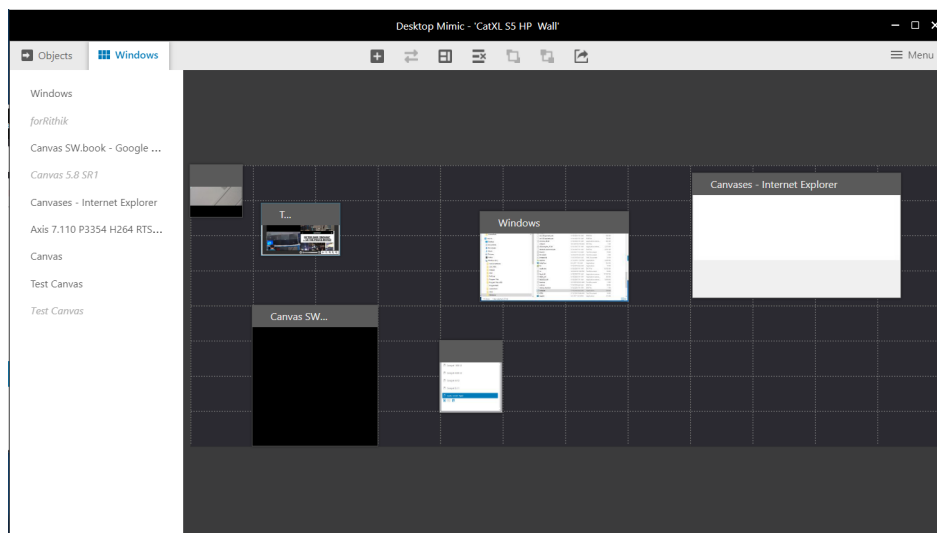 Desktop Mimic - 'CatXL S5 HP Wall'
Objects
Windows
Menu
Windows
forRithik
Canvas SW.book - Google ...
Canvas 5.8 SR1
Canvases - Internet Explorer
Axis 7.110 P3354 H264 RTS...
Canvas
Test Canvas
Test Canvas
Canvases - Internet Explorer
T...
Windows
Canvas SW...